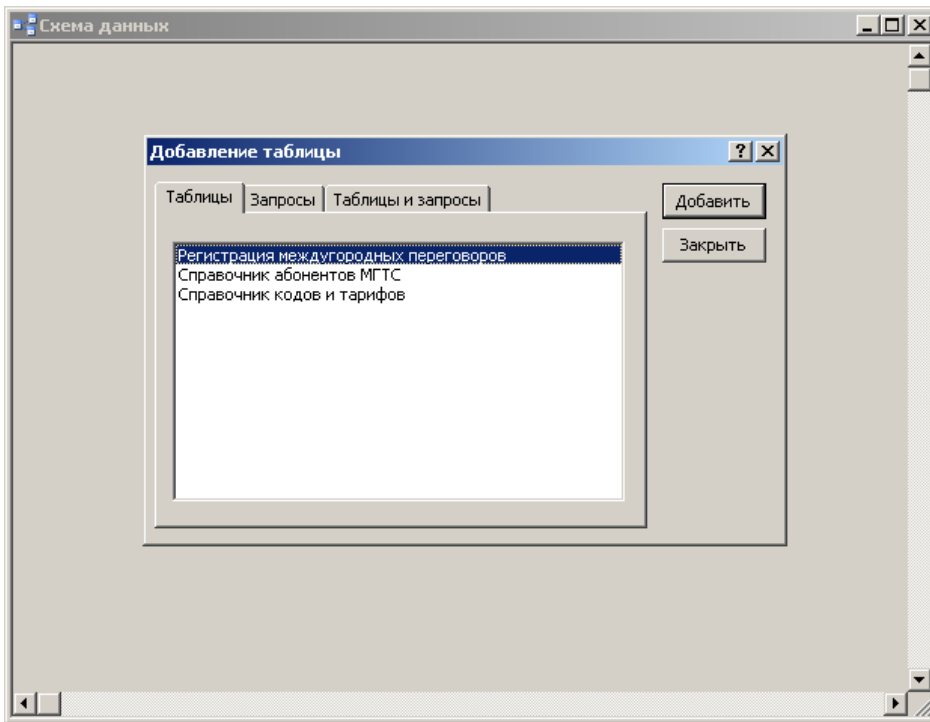 Схема данных
Добавление таблицы
Таблицы Запросы Таблицы и запросы
Добавить
Закрыть
Регистрация междугородных переговоров
Справочник абонентов МГТС
Справочник кодов и тарифов